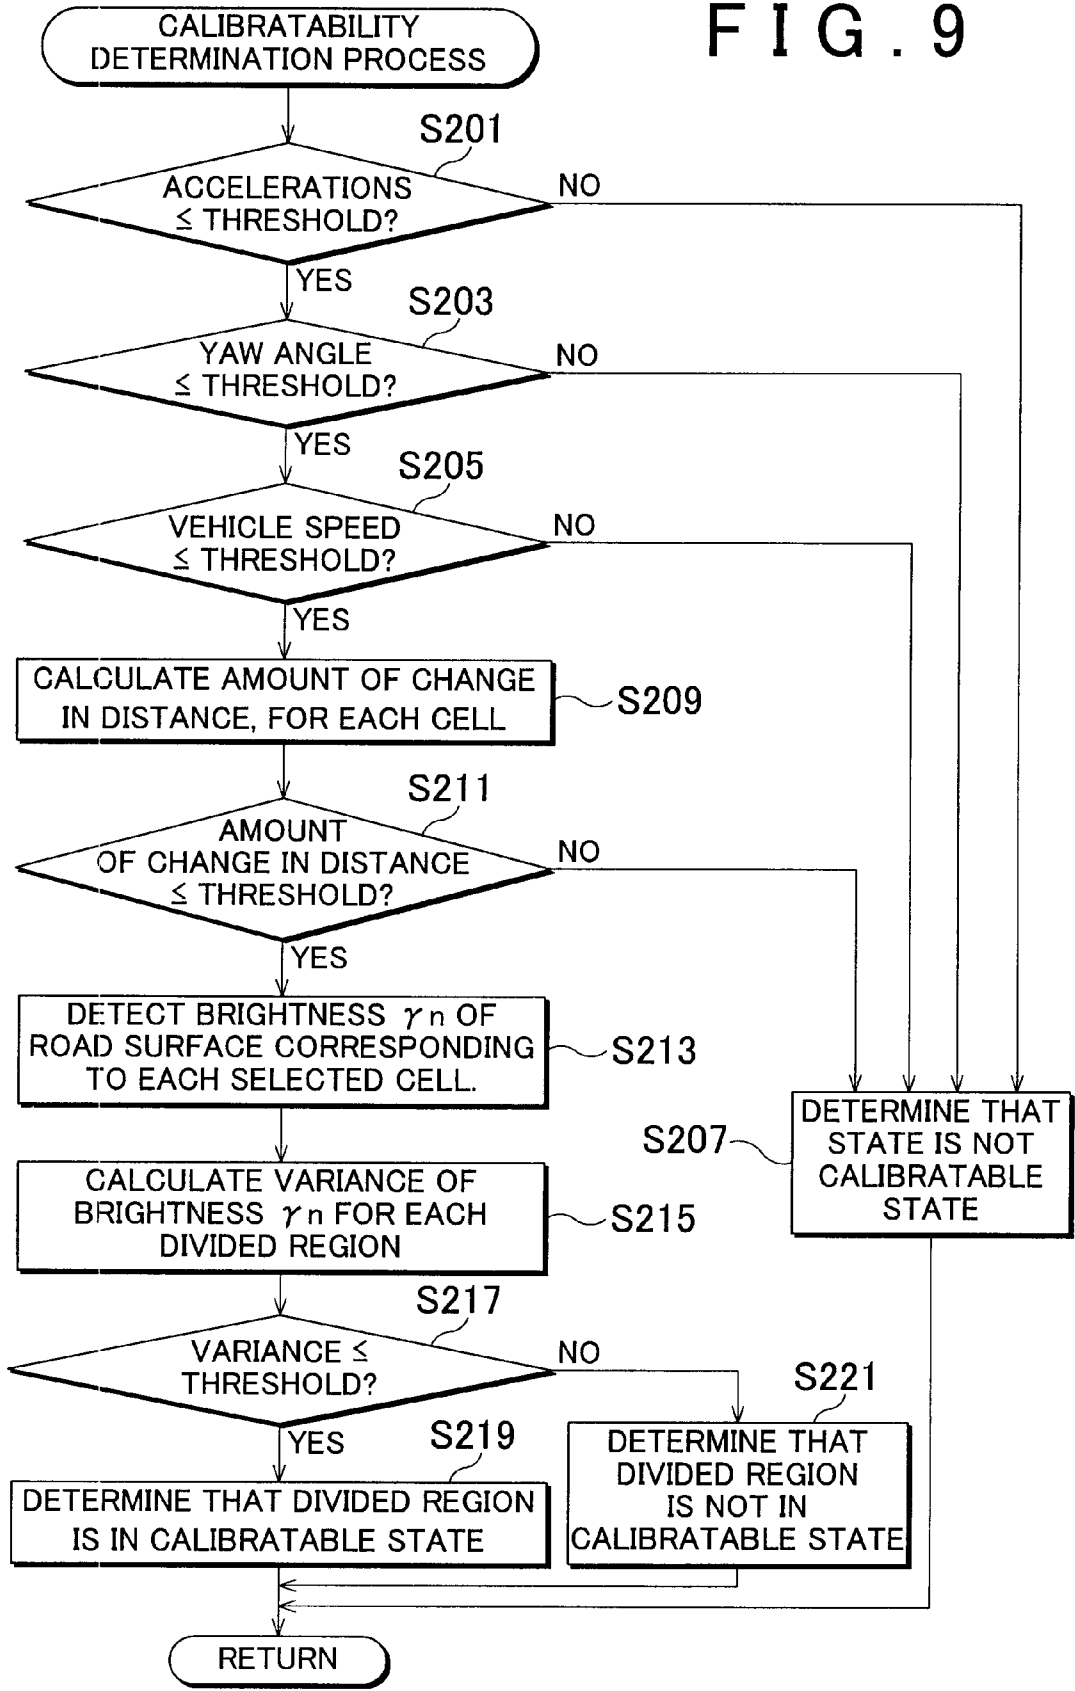 FIG.9
CALIBRATABILITY
DETERMINATION PROCESS
S201
ACCELERATIONS
≤ THRESHOLD?
NO
YES
S203
YAW ANGLE
≤ THRESHOLD?
NO
YES
S205
VEHICLE SPEED
≤ THRESHOLD?
NO
YES
CALCULATE AMOUNT OF CHANGE
IN DISTANCE, FOR EACH CELL
S209
S211
AMOUNT
OF CHANGE IN DISTANCE
≤ THRESHOLD?
NO
YES
DETECT BRIGHTNESS γn OF
ROAD SURFACE CORRESPONDING
TO EACH SELECTED CELL.
S213
S207
DETERMINE THAT
STATE IS NOT
CALIBRATABLE
STATE
CALCULATE VARIANCE OF
BRIGHTNESS γn FOR EACH
DIVIDED REGION
S215
S217
VARIANCE ≤
THRESHOLD?
NO
YES
S219
DETERMINE THAT DIVIDED REGION
IS IN CALIBRATABLE STATE
S221
DETERMINE THAT
DIVIDED REGION
IS NOT IN
CALIBRATABLE STATE
RETURN